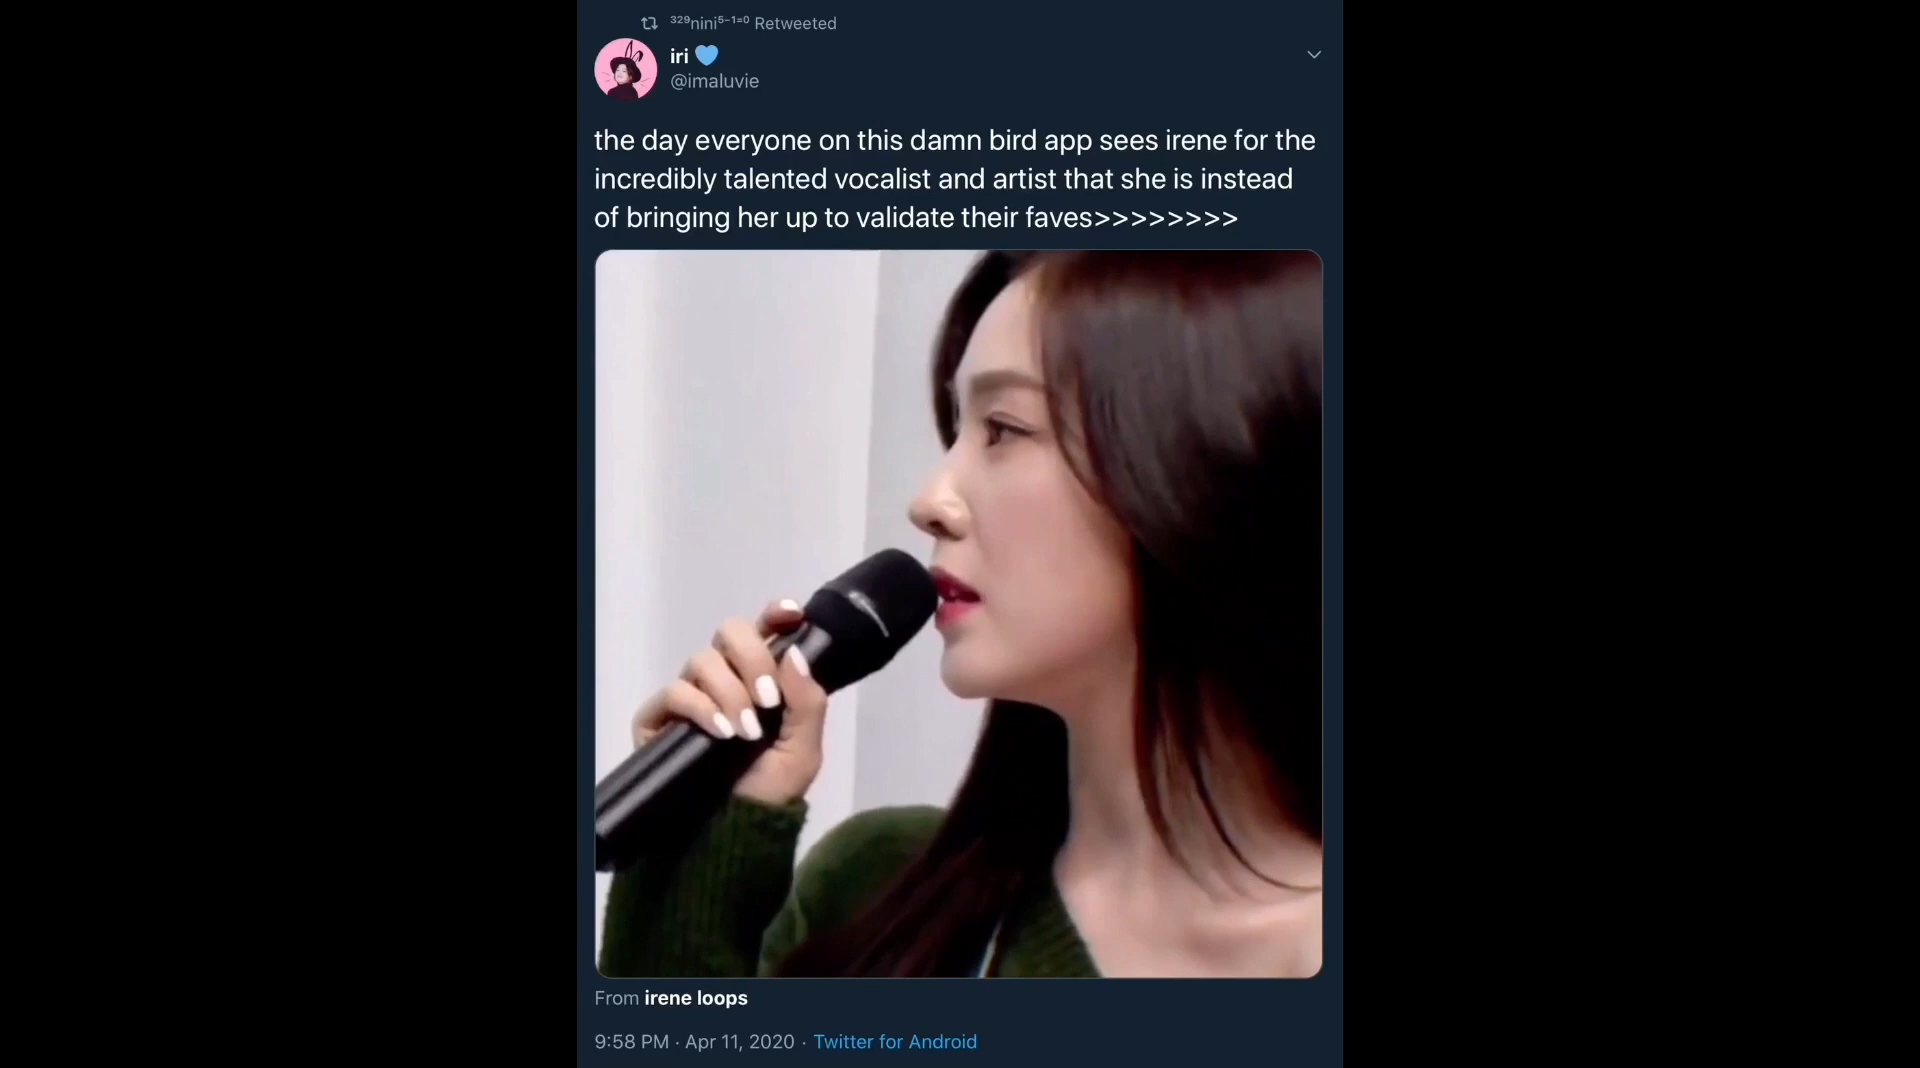 ³²⁹nini⁵⁻¹⁼⁰ Retweeted
iri 💙
@imaluvie
the day everyone on this damn bird app sees irene for the
incredibly talented vocalist and artist that she is instead
of bringing her up to validate their faves>>>>>>>>
From irene loops
9:58 PM · Apr 11, 2020 · Twitter for Android